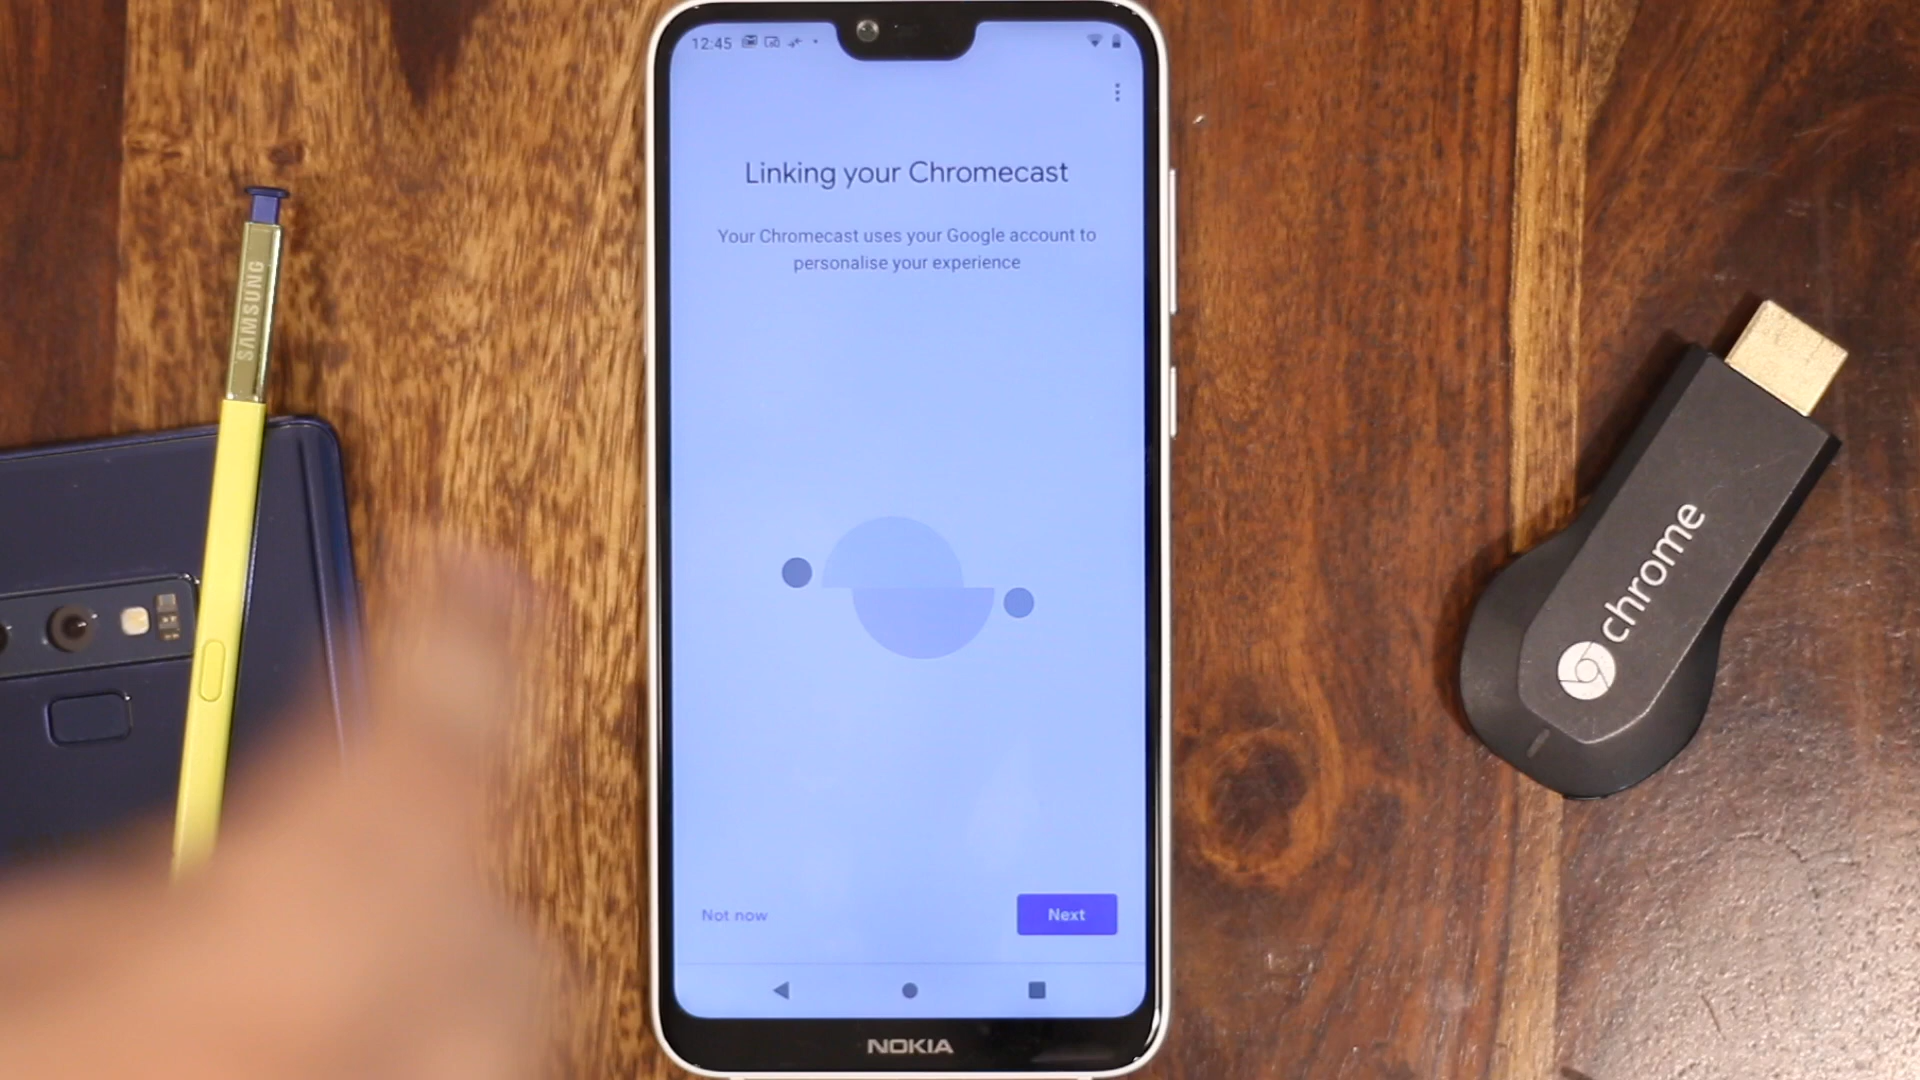 12:45
Linking your Chromecast
Your Chromecast uses your Google account to
personalise your experience
Not now
Next
NOKIA
SAMSUNG
chrome